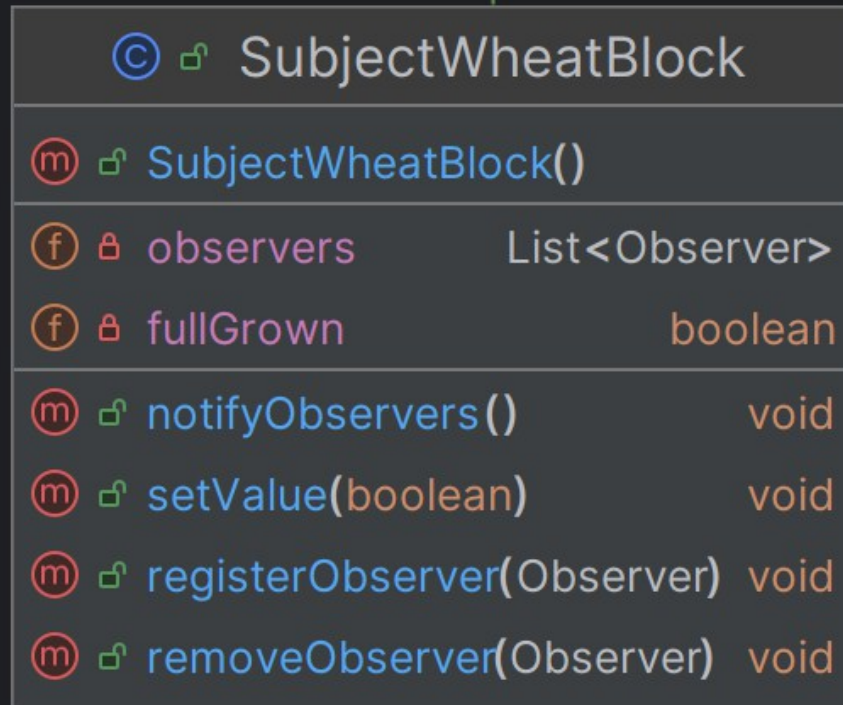 C SubjectWheatBlock
m SubjectWheatBlock()
f observers List<Observer>
f fullGrown boolean
m notifyObservers() void
m setValue(boolean) void
m registerObserver(Observer) void
m removeObserver(Observer) void